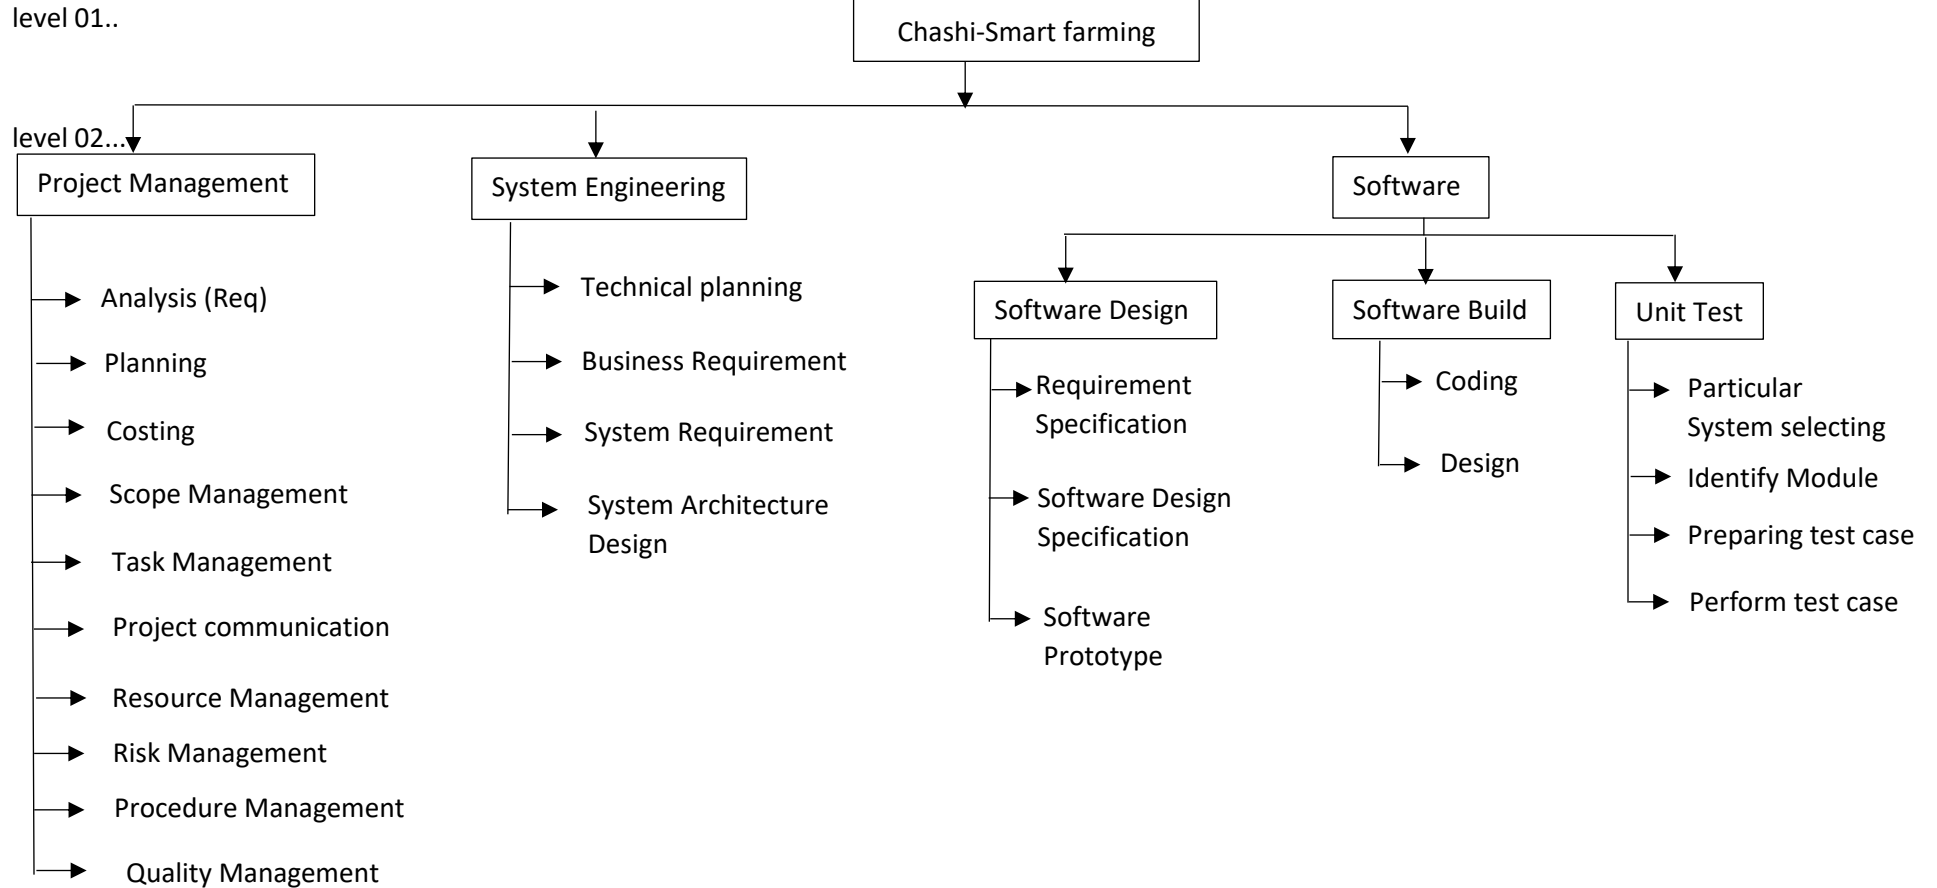 level 01..
Chashi-Smart farming
level 02...
Project Management
Analysis (Req)
Planning
Costing
Scope Management
Task Management
Project communication
Resource Management
Risk Management
Procedure Management
Quality Management
System Engineering
Technical planning
Business Requirement
System Requirement
System Architecture
Design
Software
Software Design
Requirement
Specification
Software Design
Specification
Software
Prototype
Software Build
Coding
Design
Unit Test
Particular
System selecting
Identify Module
Preparing test case
Perform test case